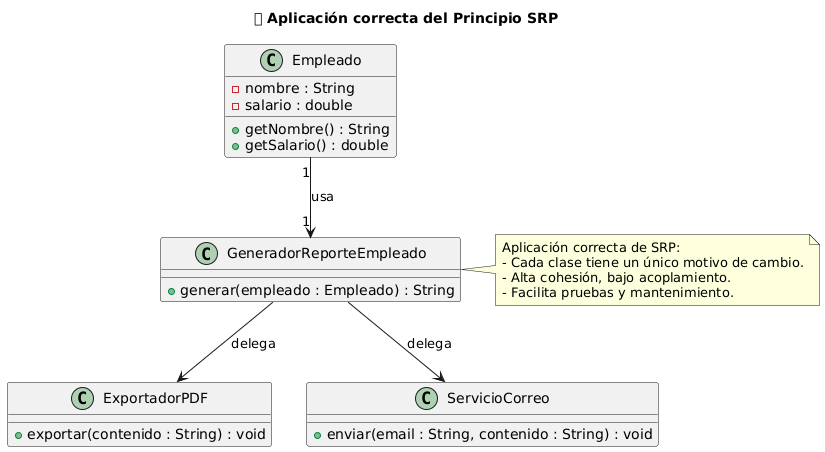 Aplicación correcta del Principio SRP
C Empleado
nombre : String
salario : double
getNombre() : String
getSalario() : double
1
usa
1
C GeneradorReporteEmpleado
generar(empleado : Empleado) : String
Aplicación correcta de SRP:
- Cada clase tiene un único motivo de cambio.
- Alta cohesión, bajo acoplamiento.
- Facilita pruebas y mantenimiento.
delega
delega
C ExportadorPDF
exportar(contenido : String) : void
C ServicioCorreo
enviar(email : String, contenido : String) : void